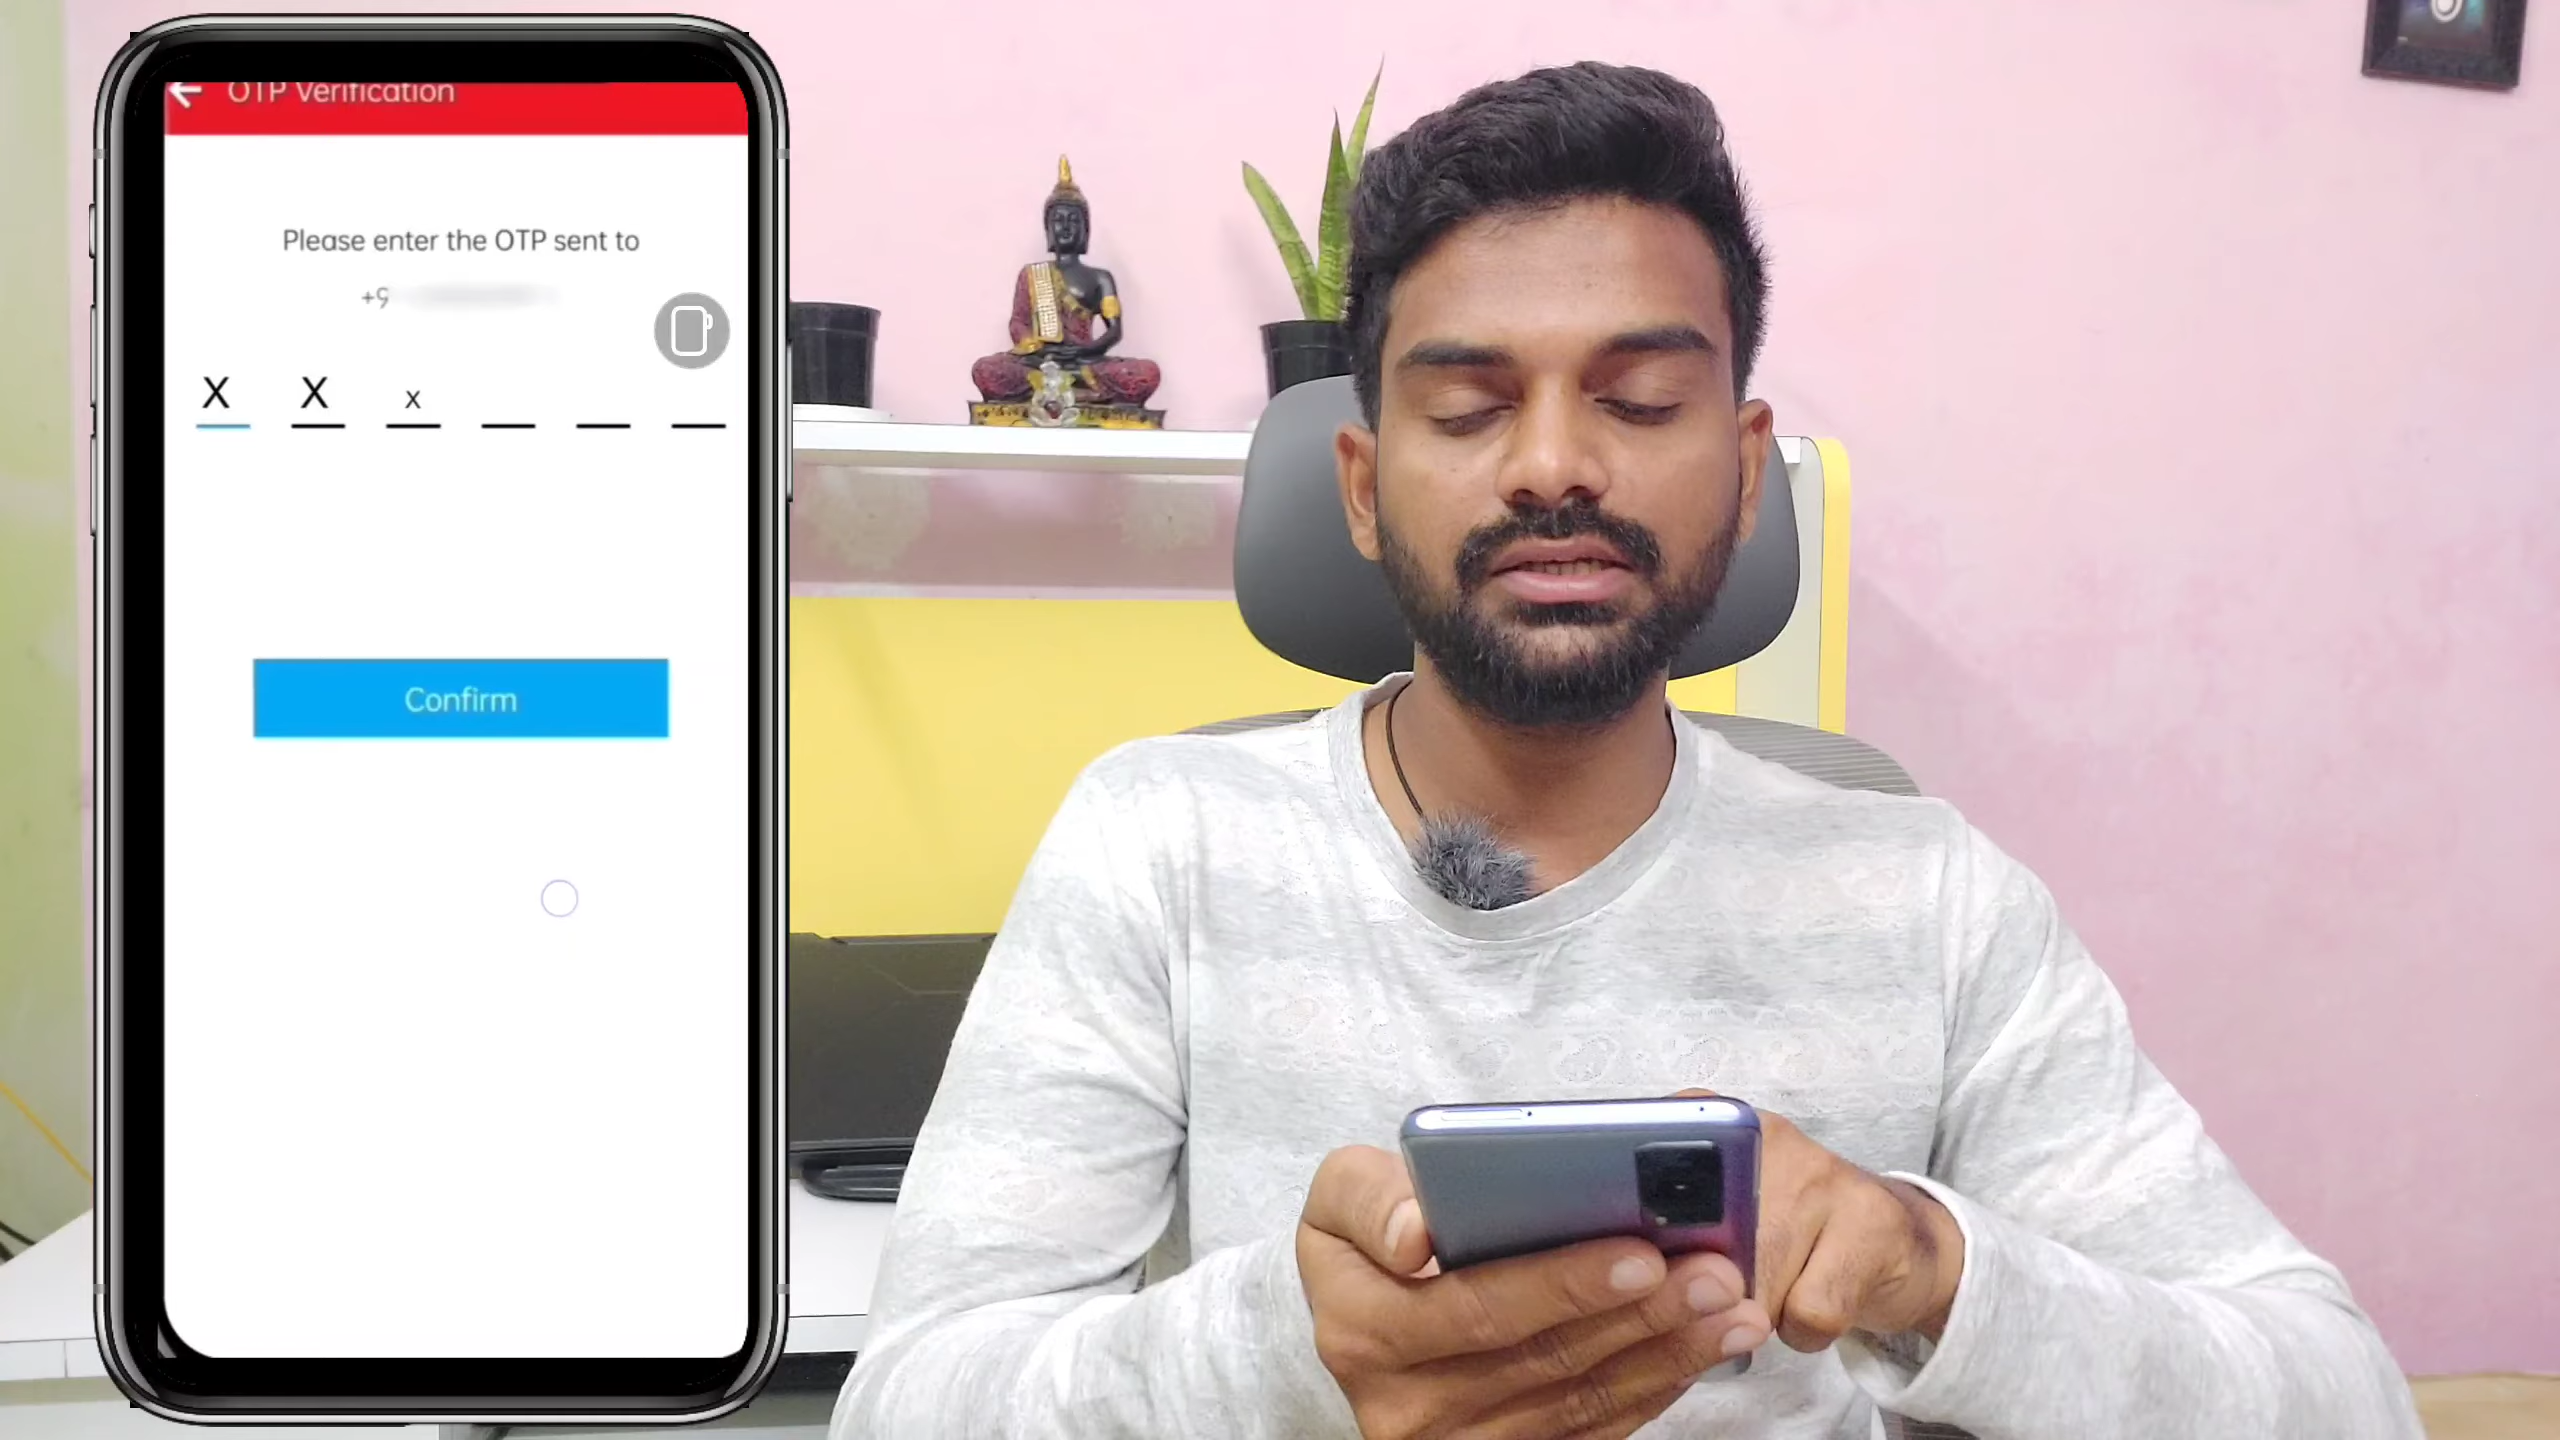 OTP Verification
Please enter the OTP sent to
+9
X X x
Confirm